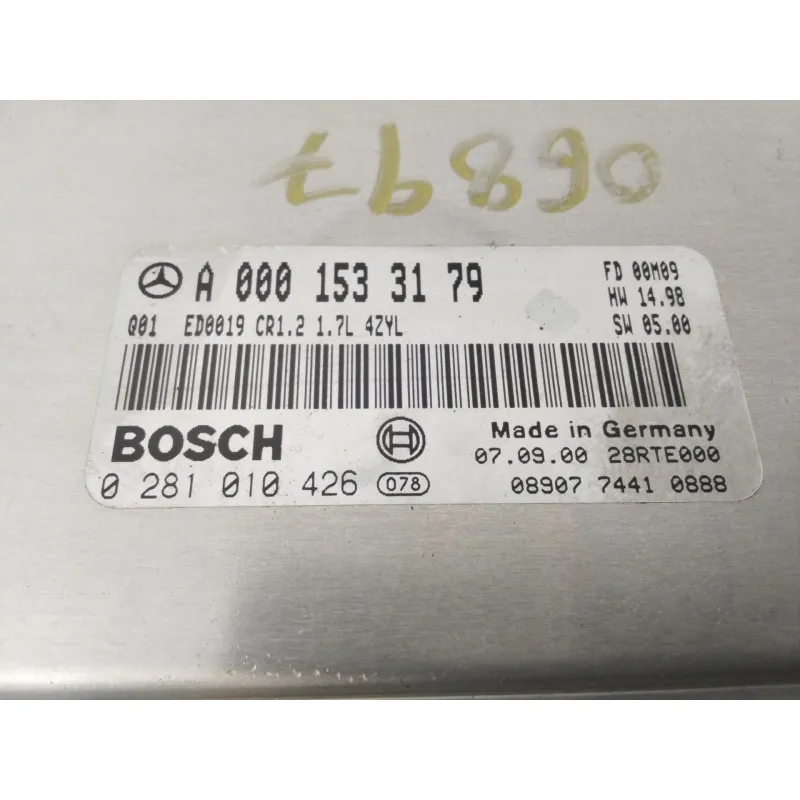 A 000 153 31 79
FD 00M09
HW 14.98
Q01 ED0019 CR1.2 1.7L 4ZYL
SW 05.00
BOSCH
Made in Germany
07.09.00 28RTE000
0 281 010 426 078
08907 7441 0888